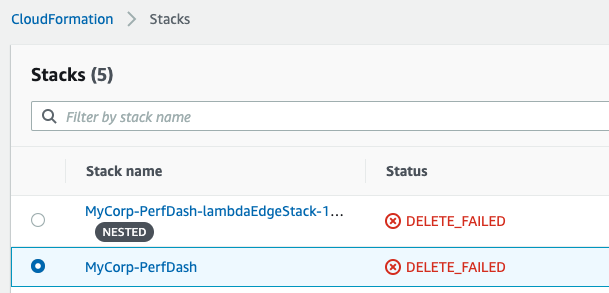 CloudFormation > Stacks
Stacks (5)
Filter by stack name
Stack name Status
MyCorp-PerfDash-lambdaEdgeStack-1... DELETE_FAILED
NESTED
MyCorp-PerfDash DELETE_FAILED